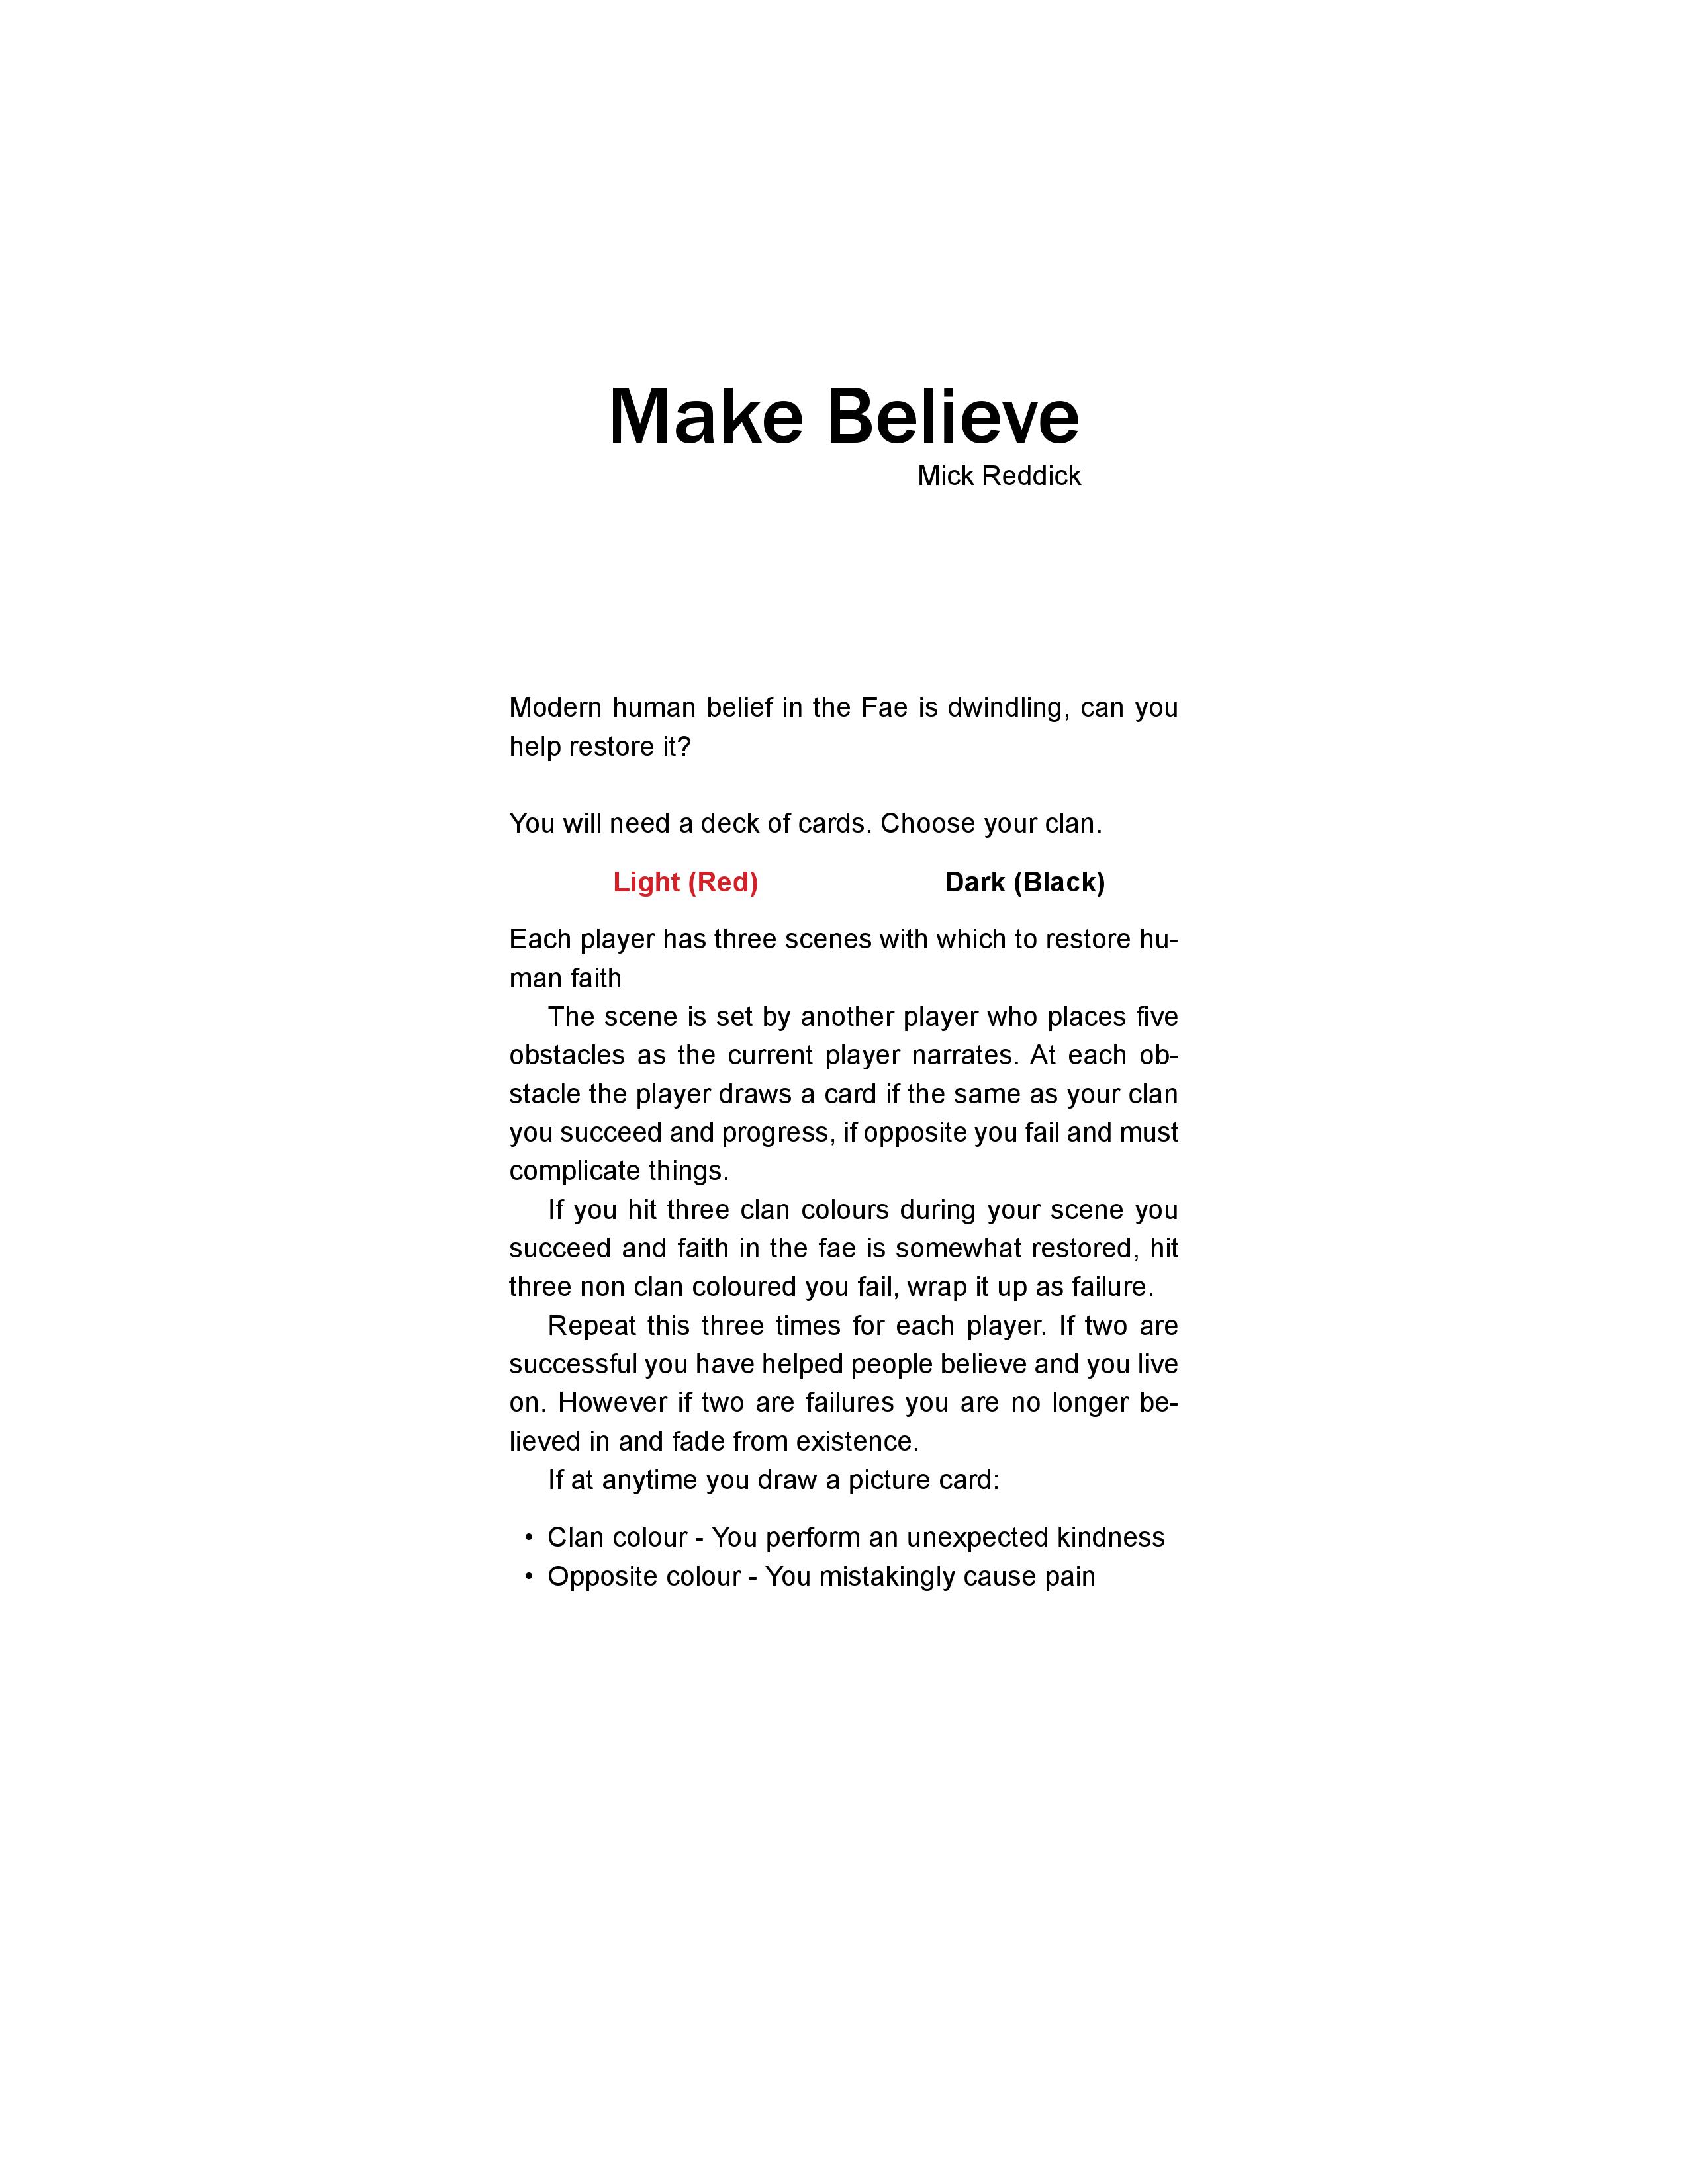 Make Believe
Mick Reddick
Modern human belief in the Fae is dwindling, can you
help restore it?
You will need a deck of cards. Choose your clan.
Light (Red) Dark (Black)
Each player has three scenes with which to restore hu-
man faith
The scene is set by another player who places five
obstacles as the current player narrates. At each ob-
stacle the player draws a card if the same as your clan
you succeed and progress, if opposite you fail and must
complicate things.
If you hit three clan colours during your scene you
succeed and faith in the fae is somewhat restored, hit
three non clan coloured you fail, wrap it up as failure.
Repeat this three times for each player. If two are
successful you have helped people believe and you live
on. However if two are failures you are no longer be-
lieved in and fade from existence.
If at anytime you draw a picture card:
• Clan colour - You perform an unexpected kindness
• Opposite colour - You mistakingly cause pain